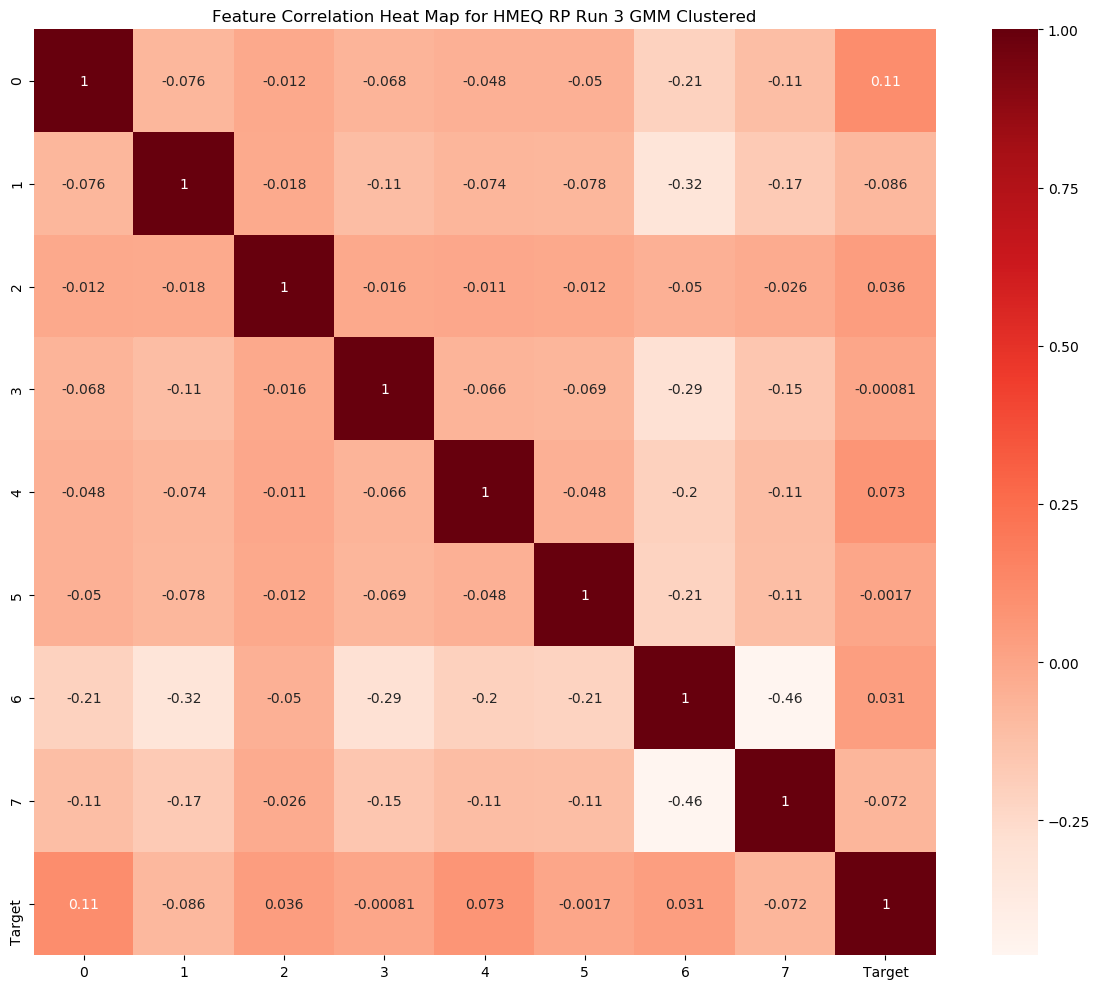 Feature Correlation Heat Map for HMEQ RP Run 3 GMM Clustered
0 1 -0.076 -0.012 -0.068 -0.048 -0.05 -0.21 -0.11 0.11
1 -0.076 1 -0.018 -0.11 -0.074 -0.078 -0.32 -0.17 -0.086
2 -0.012 -0.018 1 -0.016 -0.011 -0.012 -0.05 -0.026 0.036
3 -0.068 -0.11 -0.016 1 -0.066 -0.069 -0.29 -0.15 -0.00081
4 -0.048 -0.074 -0.011 -0.066 1 -0.048 -0.2 -0.11 0.073
5 -0.05 -0.078 -0.012 -0.069 -0.048 1 -0.21 -0.11 -0.0017
6 -0.21 -0.32 -0.05 -0.29 -0.2 -0.21 1 -0.46 0.031
7 -0.11 -0.17 -0.026 -0.15 -0.11 -0.11 -0.46 1 -0.072
Target 0.11 -0.086 0.036 -0.00081 0.073 -0.0017 0.031 -0.072 1
0 1 2 3 4 5 6 7 Target
1.00
0.75
0.50
0.25
0.00
−0.25